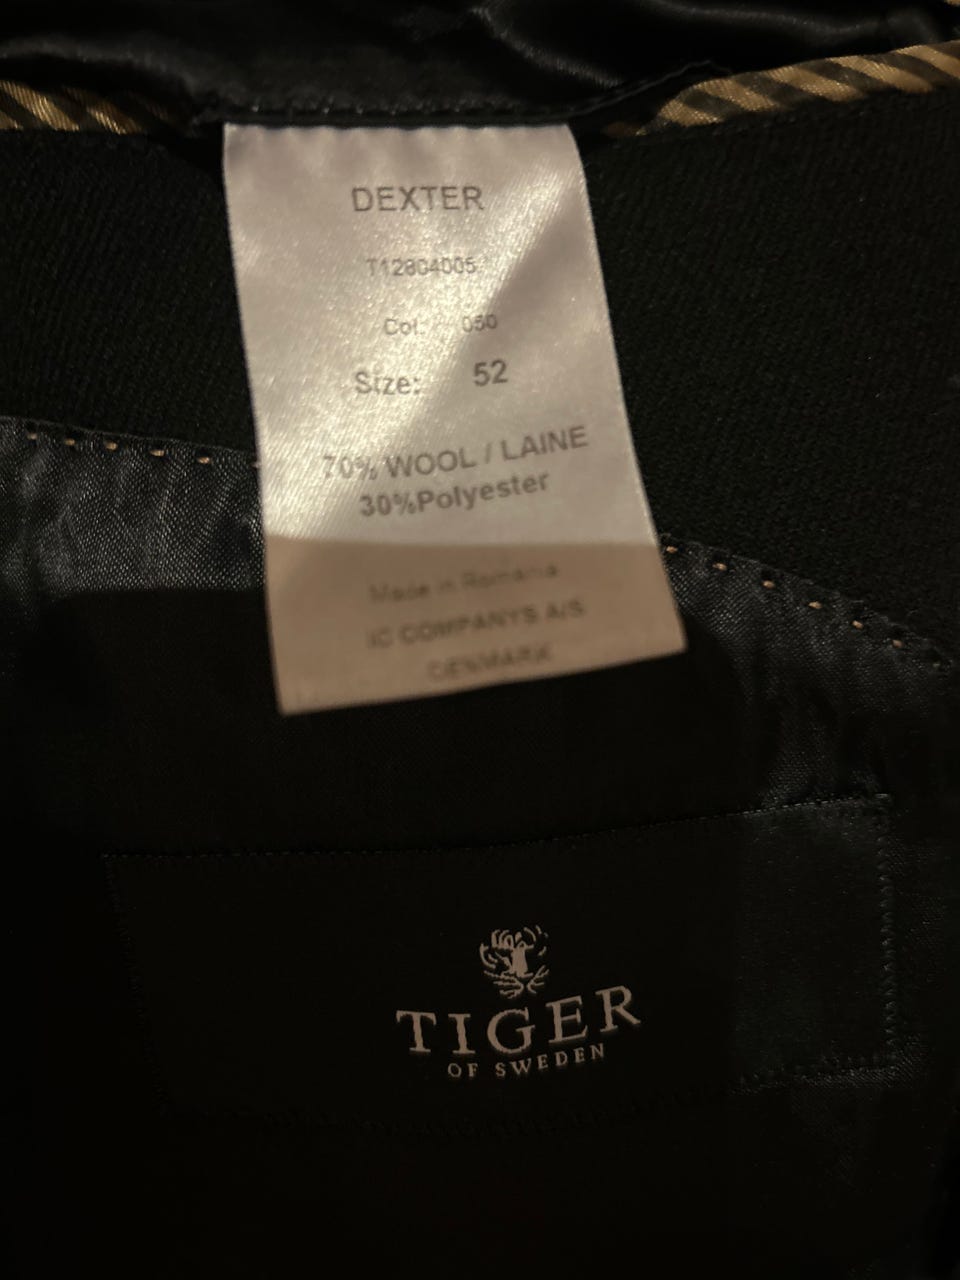 DEXTER
T12804005
Col: 050
Size: 52
70% WOOL / LAINE
30%Polyester
Made in Romania
IC COMPANYS A/S
DENMARK
TIGER
OF SWEDEN